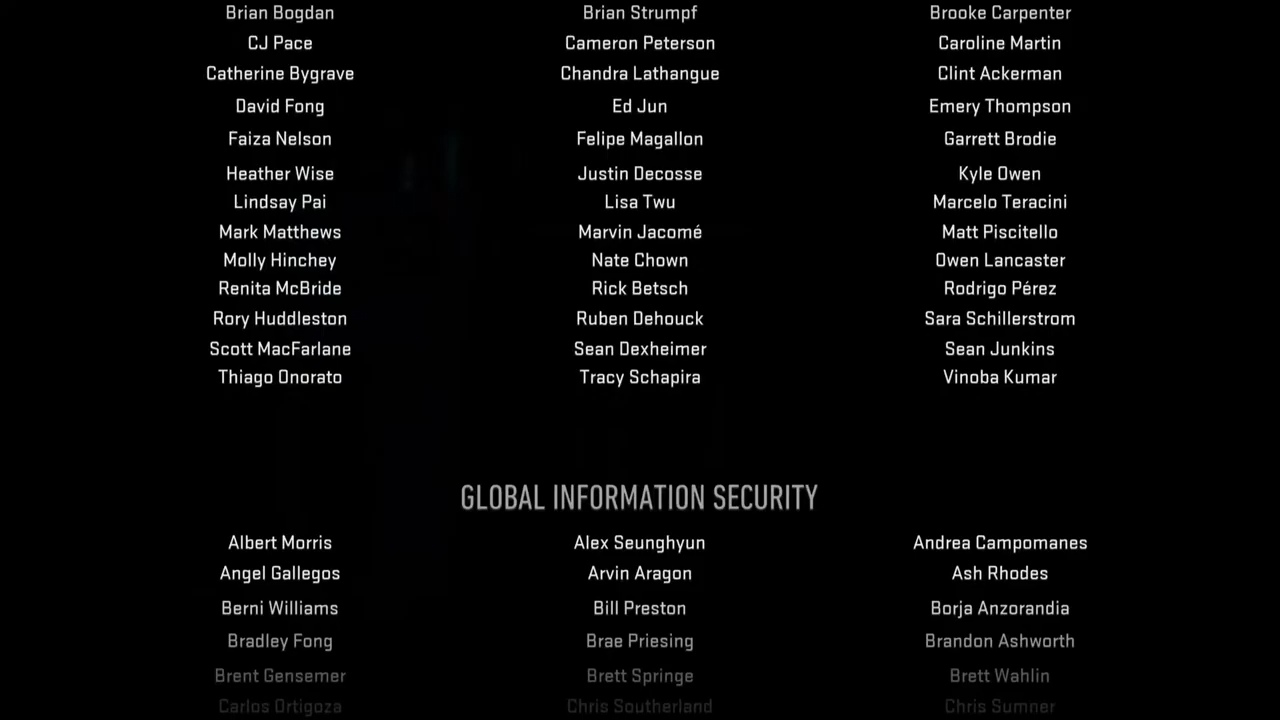 Brian Bogdan Brian Strumpf Brooke Carpenter
CJ Pace Cameron Peterson Caroline Martin
Catherine Bygrave Chandra Lathangue Clint Ackerman
David Fong Ed Jun Emery Thompson
Faiza Nelson Felipe Magallon Garrett Brodie
Heather Wise Justin Decosse Kyle Owen
Lindsay Pai Lisa Twu Marcelo Teracini
Mark Matthews Marvin Jacomé Matt Piscitello
Molly Hinchey Nate Chown Owen Lancaster
Renita McBride Rick Betsch Rodrigo Pérez
Rory Huddleston Ruben Dehouck Sara Schillerstrom
Scott MacFarlane Sean Dexheimer Sean Junkins
Thiago Onorato Tracy Schapira Vinoba Kumar
GLOBAL INFORMATION SECURITY
Albert Morris Alex Seunghyun Andrea Campomanes
Angel Gallegos Arvin Aragon Ash Rhodes
Berni Williams Bill Preston Borja Anzorandia
Bradley Fong Brae Priesing Brandon Ashworth
Brent Gensemer Brett Springe Brett Wahlin
Carlos Ortigoza Chris Southerland Chris Sumner